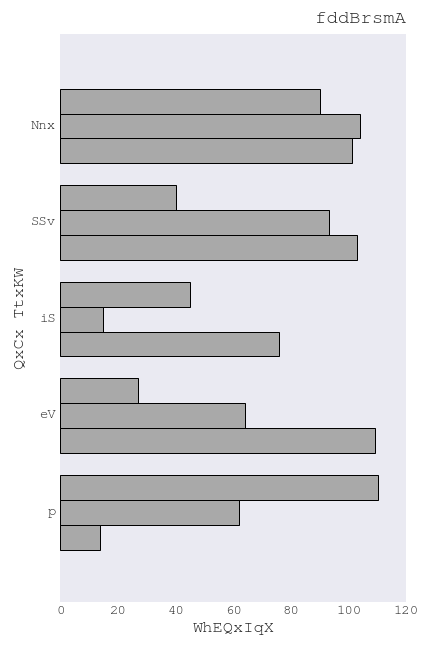 fddBrsmA
Nnx
SSv
iS
eV
p
QxCx TtxKW
0 20 40 60 80 100 120
WhEQxIqX